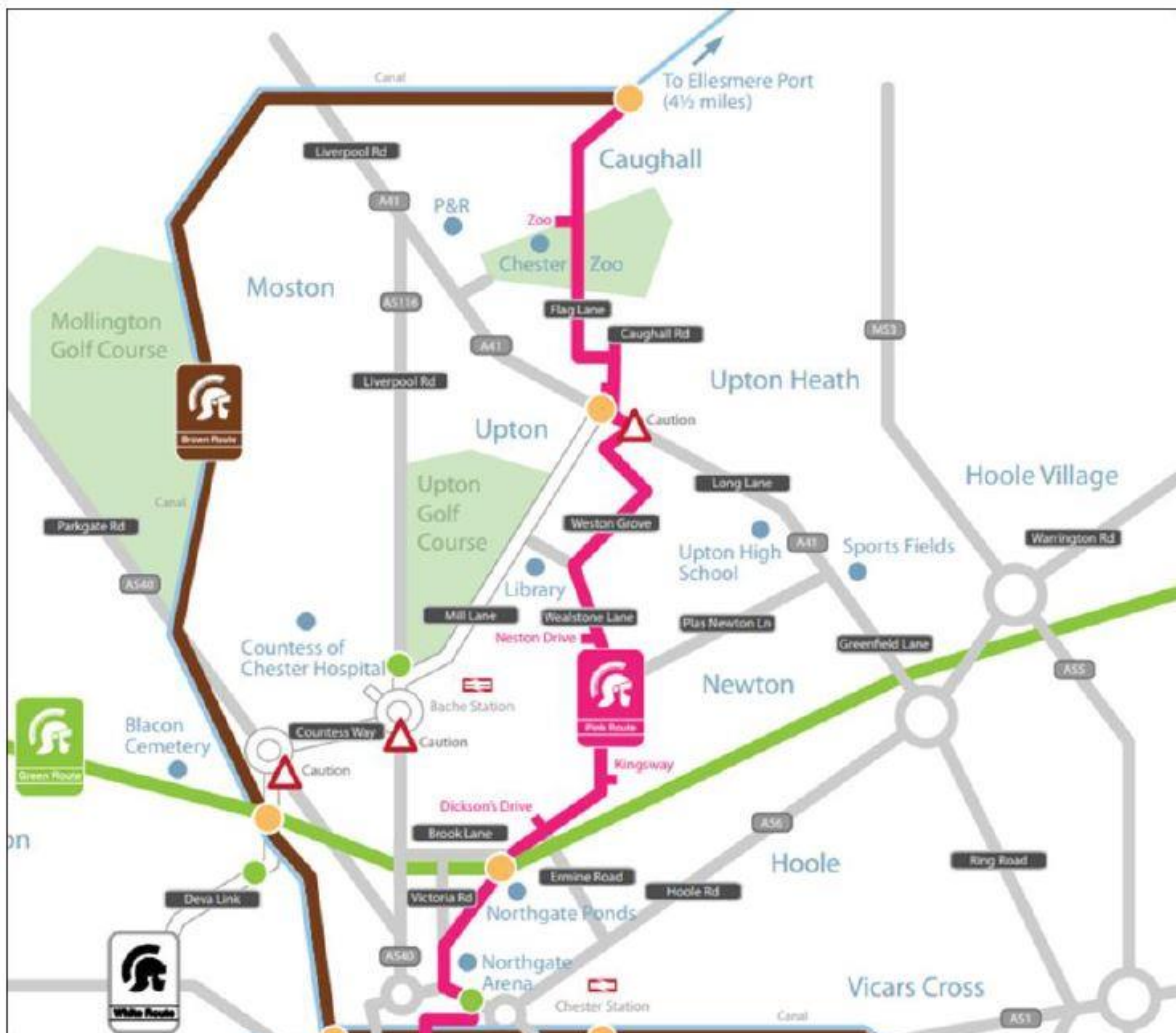 To Ellesmere Port
(4½ miles)
Canal
Liverpool Rd
Caughall
A41
P&R
Zoo
Chester Zoo
Moston
A5116
Flag Lane
Mollington
Golf Course
Caughall Rd
M53
A41
Liverpool Rd
Upton Heath
Brown Route
Upton
Caution
Hoole Village
Upton
Golf
Course
Long Lane
Canal
Parkgate Rd
Weston Grove
Warrington Rd
Upton High
School
A41
Sports Fields
A540
Library
Mill Lane
Wealstone Lane
Plas Newton Ln
Countess of
Chester Hospital
Neston Drive
Greenfield Lane
A55
Newton
Bache Station
Pink Route
Blacon
Cemetery
Countess Way
Caution
Green Route
Caution
Kingsway
Dickson's Drive
A56
on
Brook Lane
Hoole
Ring Road
Deva Link
Victoria Rd
Ermine Road
Hoole Rd
Northgate Ponds
White Route
A540
Northgate
Arena
Chester Station
Vicars Cross
Canal
A51